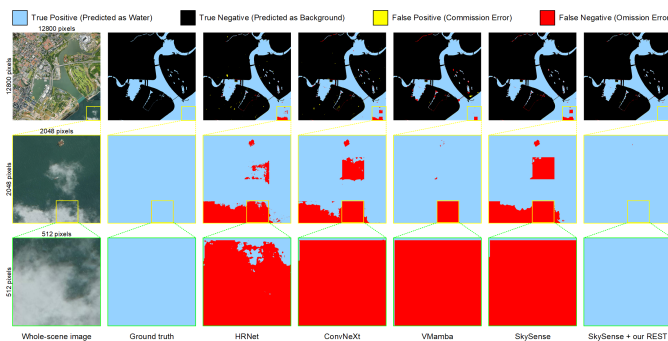 True Positive (Predicted as Water) True Negative (Predicted as Background) False Positive (Commission Error) False Negative (Omission Error
12800 pixels
12800 pixels
2048 pixels
2048 pixels
512 pixels
512 pixels
Whole-scene image Ground truth HRNet ConvNeXt VMamba SkySense SkySense + our REST